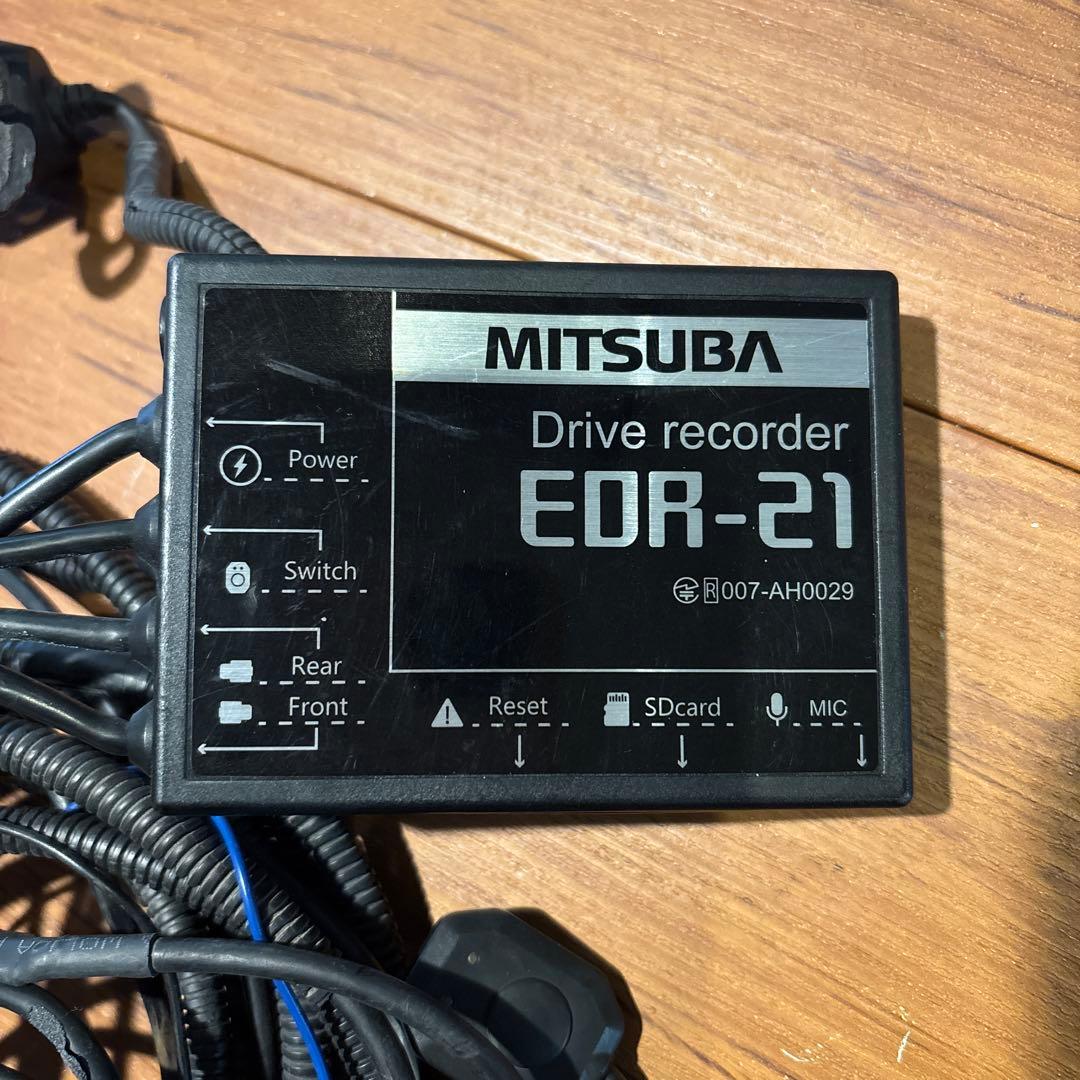 MITSUBA
Drive recorder
EDR-21
R 007-AH0029
Power
Switch
Rear
Front
Reset
SDcard
MIC